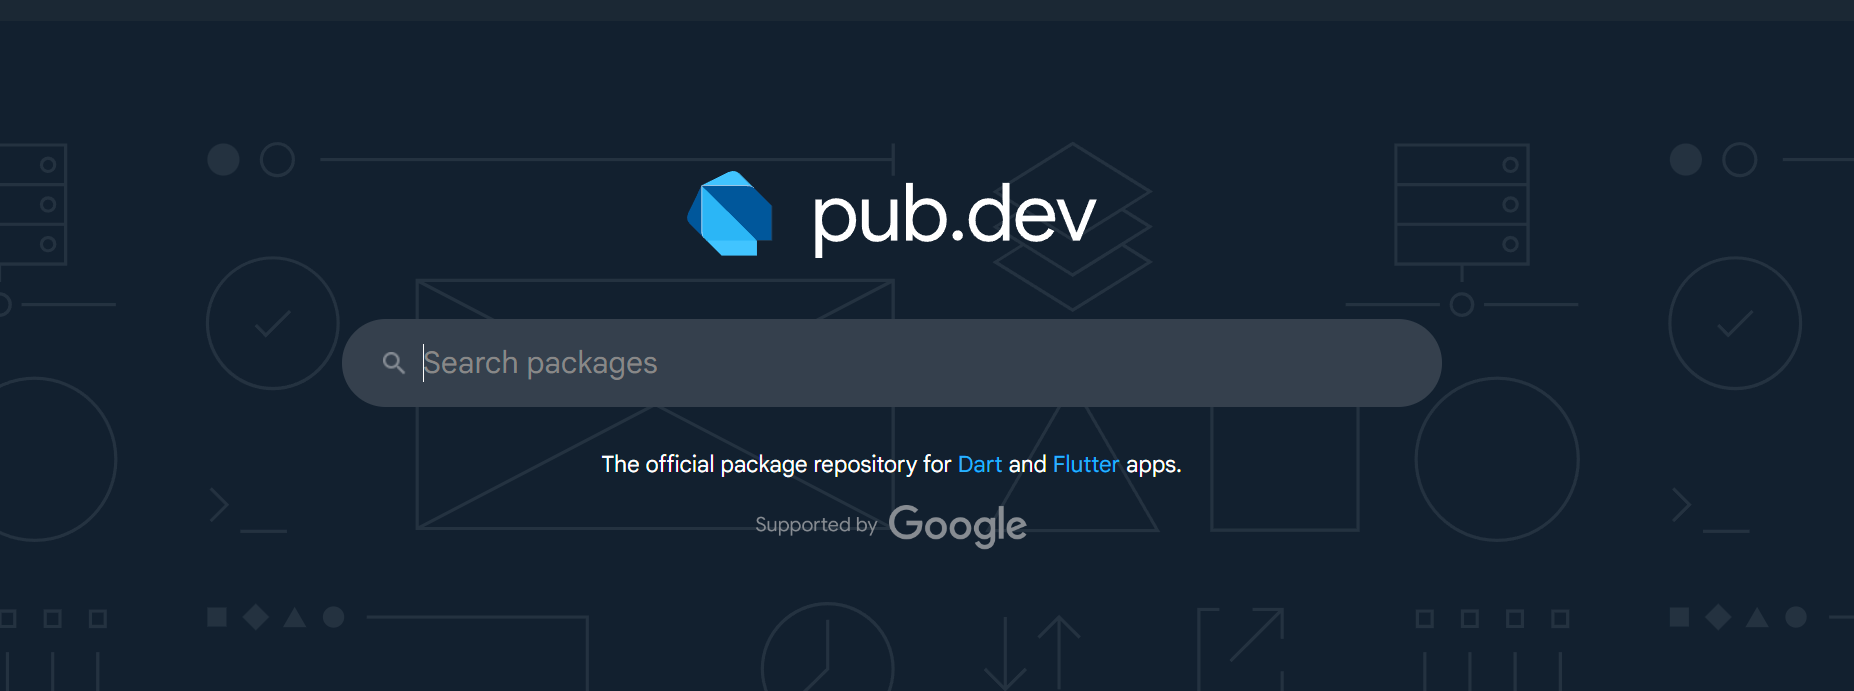 pub.dev
Search packages
The official package repository for Dart and Flutter apps.
Supported by Google